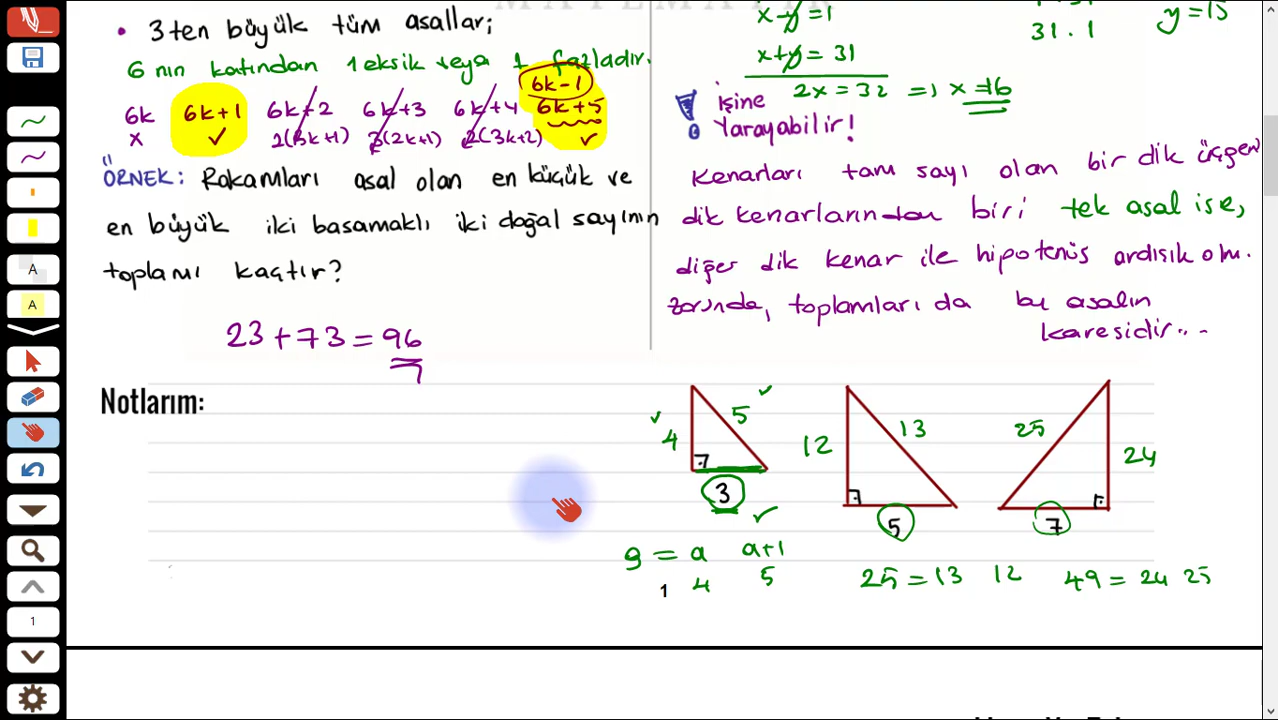 MATEMATİK
• 3 ten büyük tüm asallar;
6 nın katından 1 eksik veya 1 fazladır.
6k 6k+1 6k+2 6k+3 6k+4 6k-1 6k+5
x ✓ 2(3k+1) 3(2k+1) 2(3k+2) ✓
ÖRNEK: Rakamları asal olan en küçük ve
en büyük iki basamaklı iki doğal sayının
toplamı kaçtır?
23+73=96
x-y=1
x+y=31
2x=32 => x=16
31.1
y=15
İşine
Yarayabilir!
Kenarları tam sayı olan bir dik üçgen
dik kenarlarından biri tek asal ise,
diğer dik kenar ile hipotenüs ardışık olm.
zorunda, toplamları da bu asalın
karesidir...
Notlarım:
4 5 3
12 13 5
25 24 7
9 = a a+1
4 5
25=13 12
49=24 25
1
A
A
1